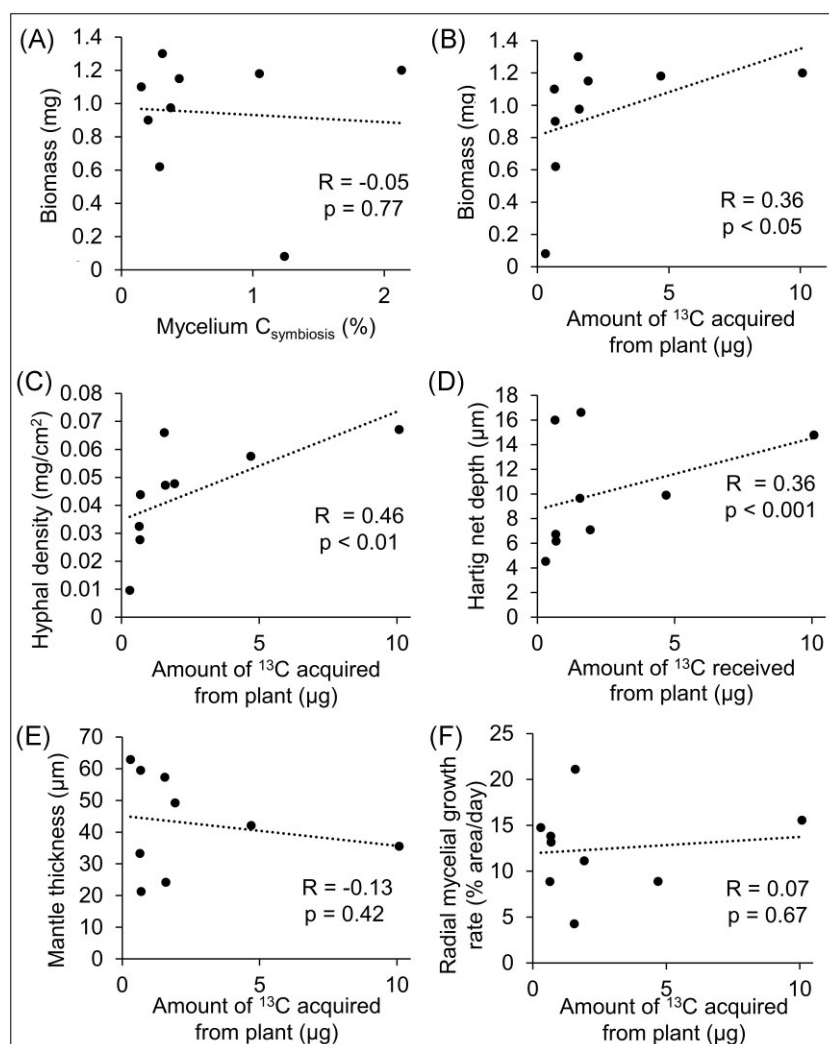 (A)
1.4
1.2
1.0
0.8
0.6
0.4
0.2
0
Biomass (mg)
R = -0.05
p = 0.77
0 1 2
Mycelium Csymbiosis (%)
(B)
1.4
1.2
1.0
0.8
0.6
0.4
0.2
0
Biomass (mg)
R = 0.36
p < 0.05
0 5 10
Amount of ¹³C acquired
from plant (µg)
(C)
0.08
0.07
0.06
0.05
0.04
0.03
0.02
0.01
0
Hyphal density (mg/cm²)
R = 0.46
p < 0.01
0 5 10
Amount of ¹³C acquired
from plant (µg)
(D)
18
16
14
12
10
8
6
4
2
0
Hartig net depth (µm)
R = 0.36
p < 0.001
0 5 10
Amount of ¹³C received
from plant (µg)
(E)
70
60
50
40
30
20
10
0
Mantle thickness (µm)
R = -0.13
p = 0.42
0 5 10
Amount of ¹³C acquired
from plant (µg)
(F)
25
20
15
10
5
0
Radial mycelial growth
rate (% area/day)
R = 0.07
p = 0.67
0 5 10
Amount of ¹³C acquired
from plant (µg)